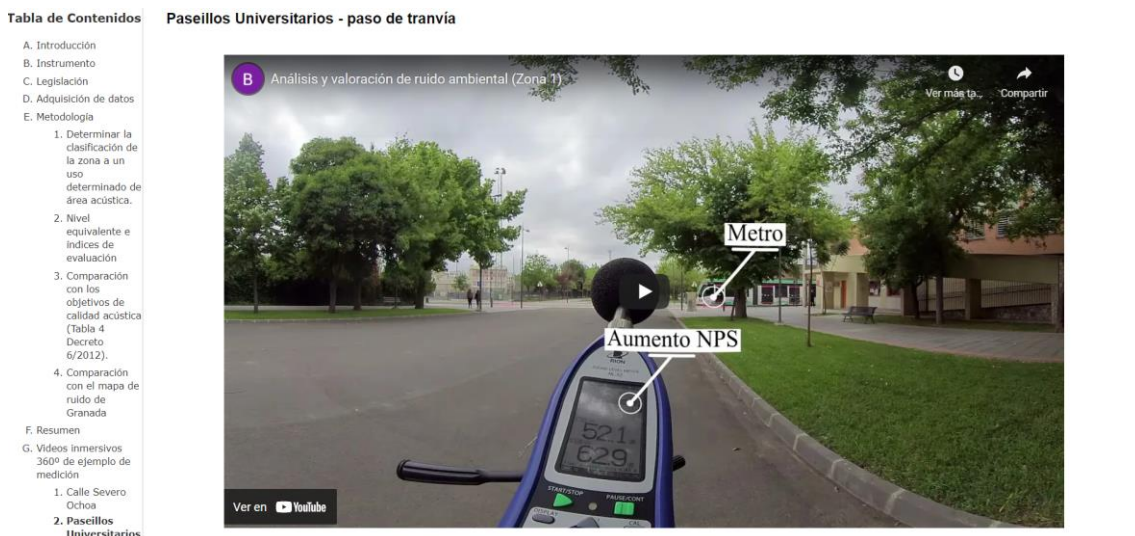 Tabla de Contenidos
A. Introducción
B. Instrumento
C. Legislación
D. Adquisición de datos
E. Metodología
1. Determinar la
clasificación de
la zona a un
uso
determinado de
área acústica.
2. Nivel
equivalente e
índices de
evaluación
3. Comparación
con los
objetivos de
calidad acústica
(Tabla 4
Decreto
6/2012).
4. Comparación
con el mapa de
ruido de
Granada
F. Resumen
G. Videos inmersivos
360º de ejemplo de
medición
1. Calle Severo
Ochoa
2. Paseillos
Universitarios
Paseillos Universitarios - paso de tranvía
B
Análisis y valoración de ruido ambiental (Zona 1)
Ver más ta...
Compartir
Metro
Aumento NPS
RION
52.1
62.9
START/STOP
PAUSE/CONT
DISPLAY
CAL
Ver en YouTube